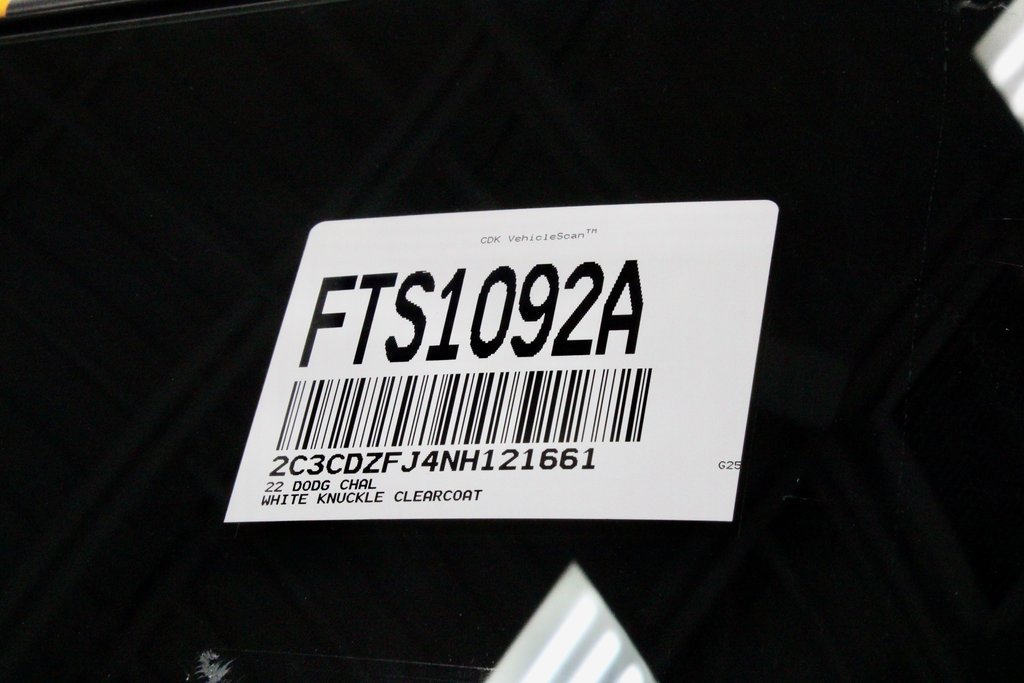 CDK VehicleScan™
FTS1092A
2C3CDZFJ4NH121661
22 DODG CHAL
WHITE KNUCKLE CLEARCOAT
G25